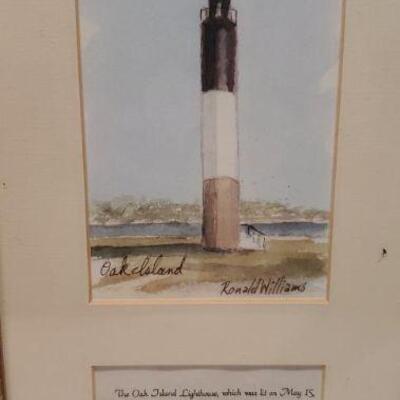 Oak Island
Ronald Williams
The Oak Island Lighthouse, which was lit on May 15,